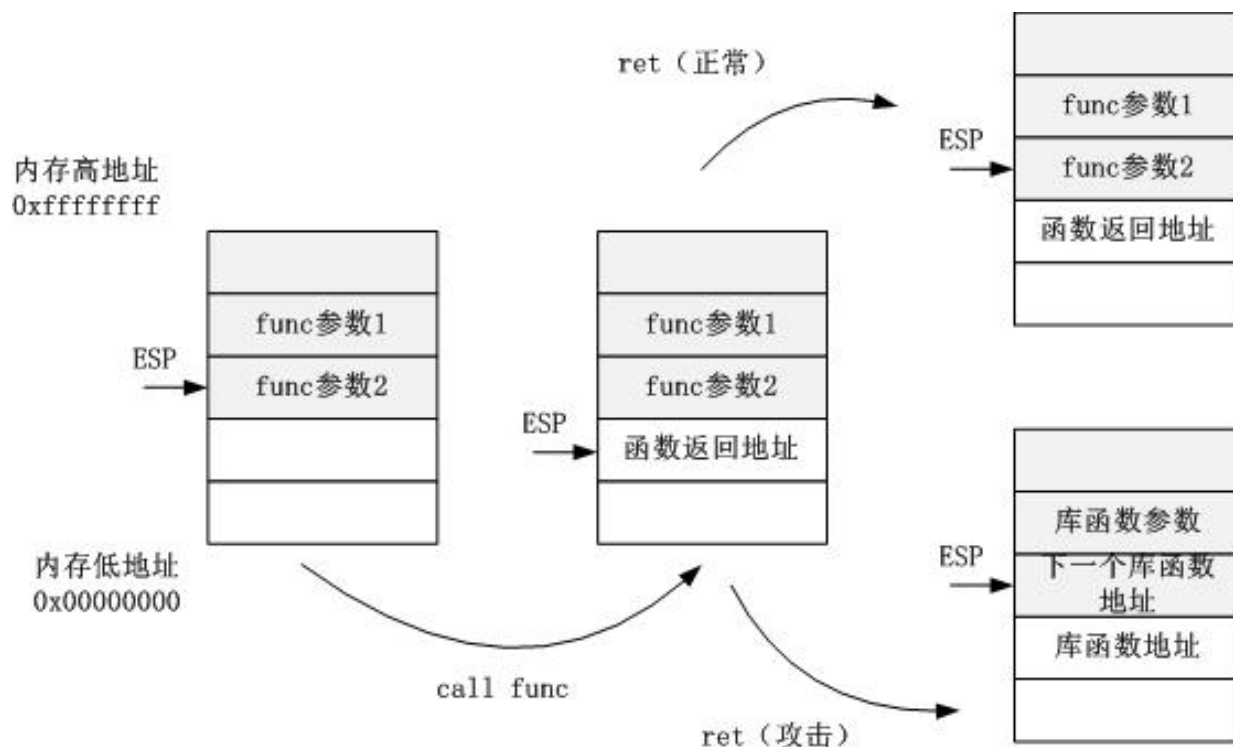 内存高地址
0xffffffff
ESP
func参数1
func参数2
内存低地址
0x00000000
call func
ESP
func参数1
func参数2
函数返回地址
ret（正常）
ESP
func参数1
func参数2
函数返回地址
ret（攻击）
ESP
库函数参数
下一个库函数
地址
库函数地址